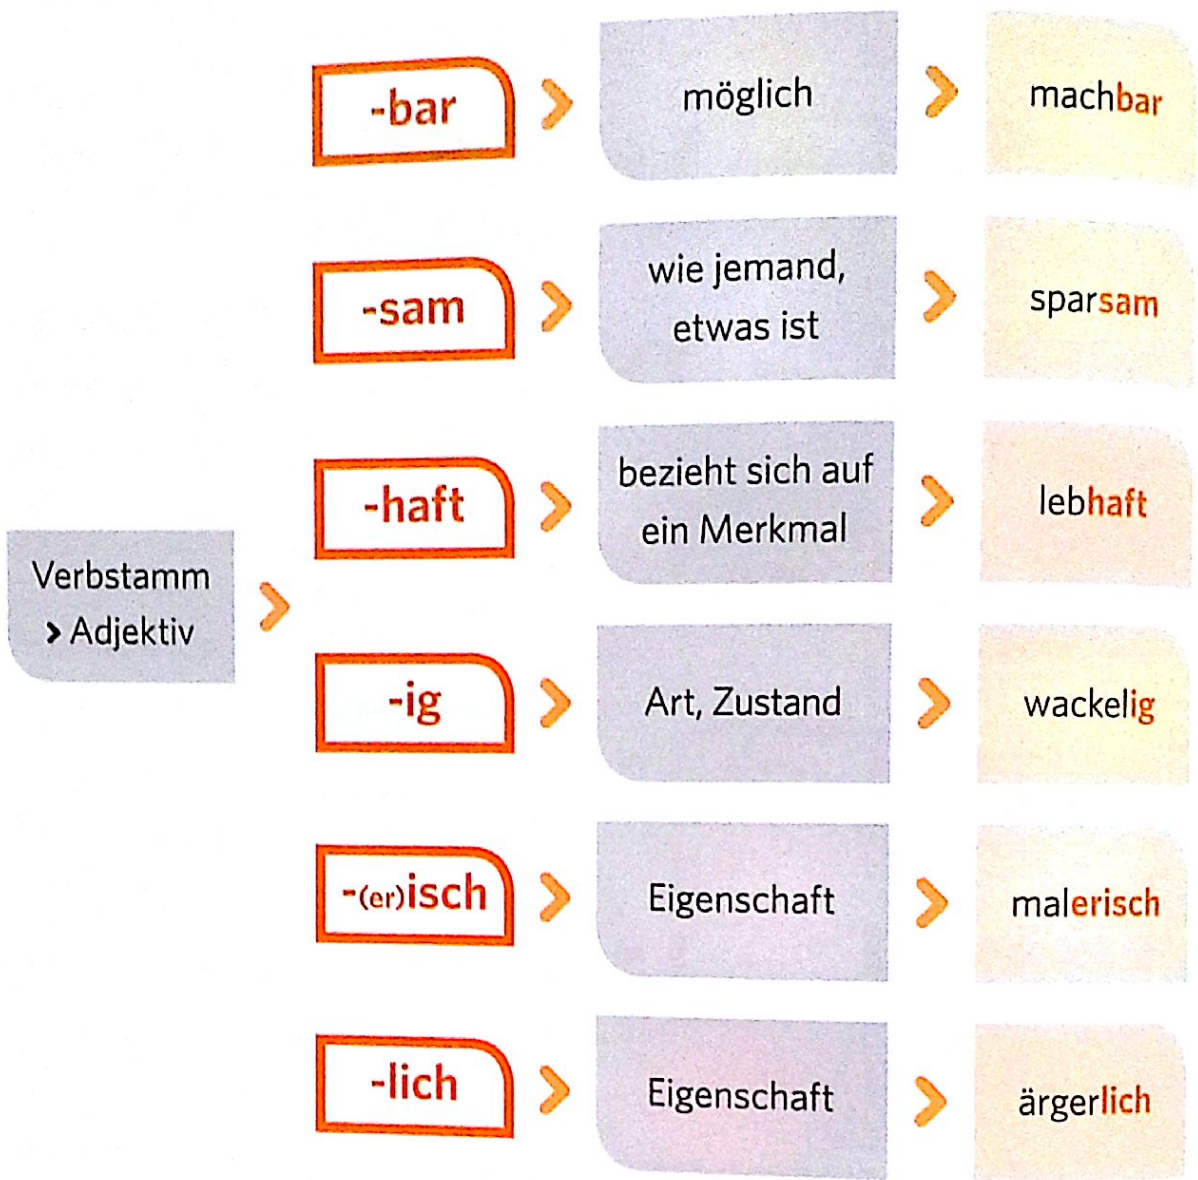 -bar
möglich
machbar
-sam
wie jemand,
etwas ist
sparsam
-haft
bezieht sich auf
ein Merkmal
lebhaft
Verbstamm
> Adjektiv
-ig
Art, Zustand
wackelig
-(er)isch
Eigenschaft
malerisch
-lich
Eigenschaft
ärgerlich